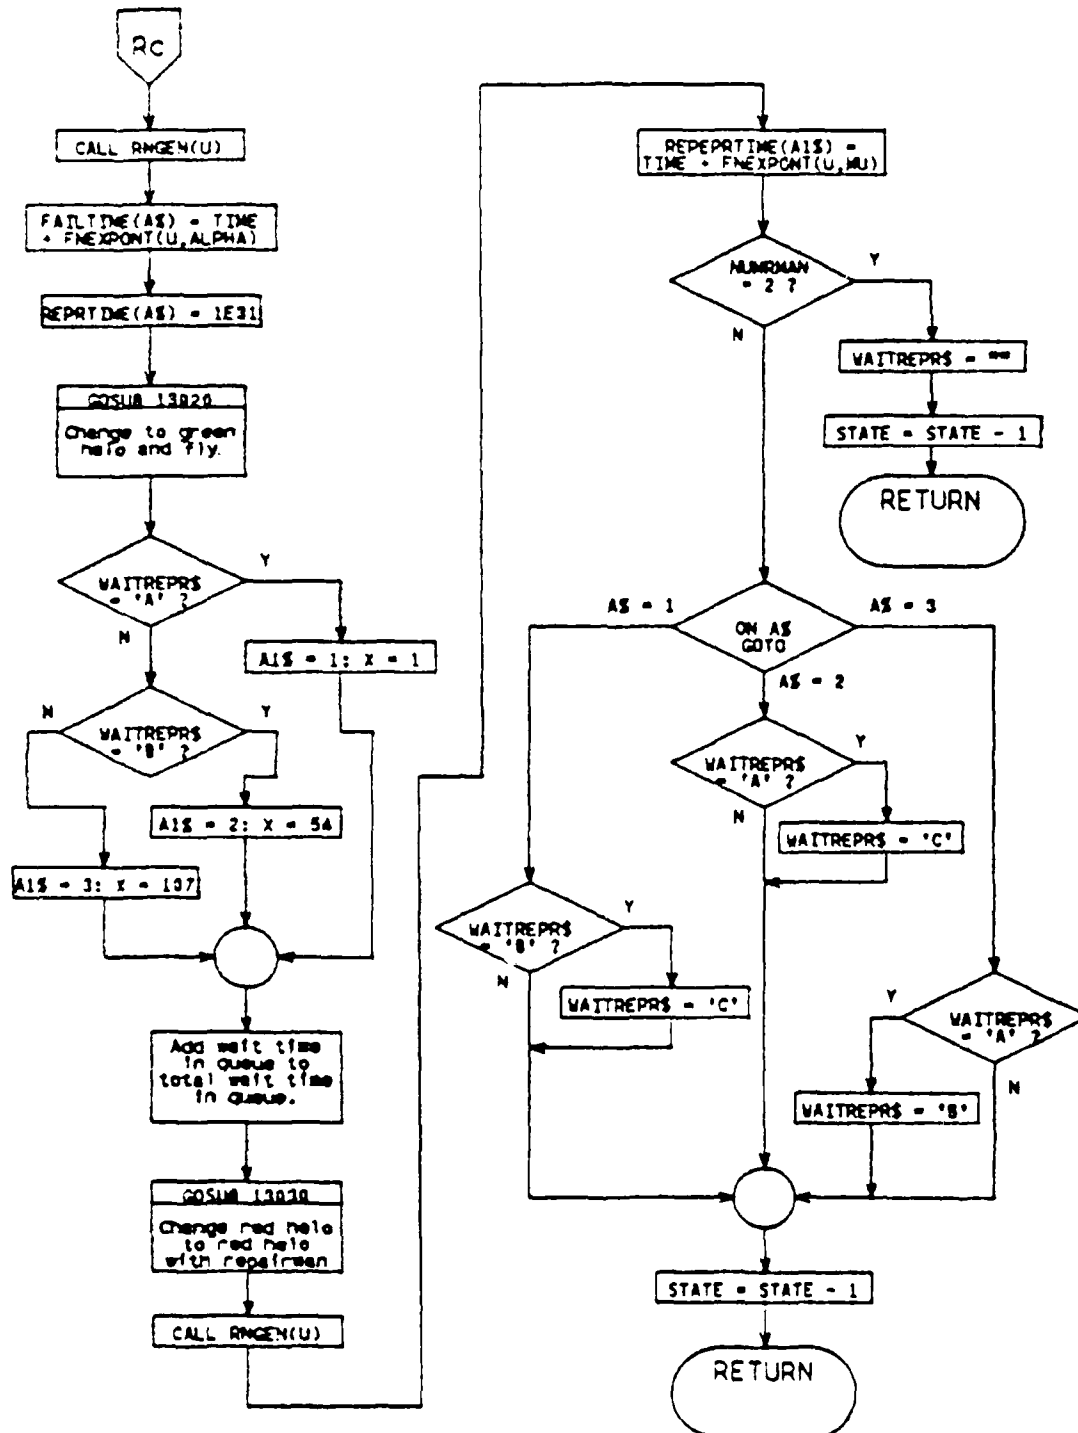 Rc
CALL RNGEN(U)
FAILTIME(A%) = TIME
+ FNEXPONT(U,ALPHA)
REPRTIME(A%) = 1E31
GOSUB 13020
Change to green
helo and fly.
WAITREPR$
= 'A' ?
Y
N
A1% = 1: X = 1
WAITREPR$
= 'B' ?
N
Y
A1% = 2: X = 54
A1% = 3: X = 107
Add wait time
in queue to
total wait time
in queue.
GOSUB 13030
Change red helo
to red helo
with repairman
CALL RNGEN(U)
REPEPRTIME(A1%) =
TIME + FNEXPONT(U,MU)
NUMRMAN
= 2 ?
Y
N
WAITREPR$ = ""
STATE = STATE - 1
RETURN
A% = 1
ON A%
GOTO
A% = 3
A% = 2
WAITREPR$
= 'A' ?
Y
N
WAITREPR$ = 'C'
WAITREPR$
= 'B' ?
Y
N
WAITREPR$ = 'C'
WAITREPR$
= 'A' ?
Y
N
WAITREPR$ = 'B'
STATE = STATE - 1
RETURN